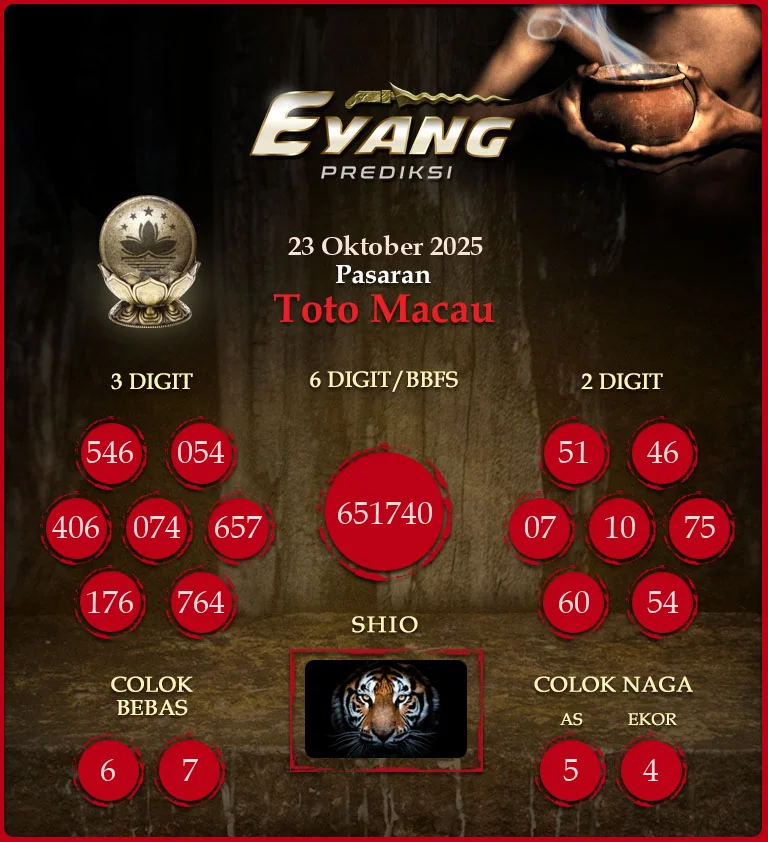 EYANG
PREDIKSI
23 Oktober 2025
Pasaran
Toto Macau
3 DIGIT
546 054
406 074 657
176 764
6 DIGIT/BBFS
651740
2 DIGIT
51 46
07 10 75
60 54
SHIO
COLOK
BEBAS
6 7
COLOK NAGA
AS EKOR
5 4